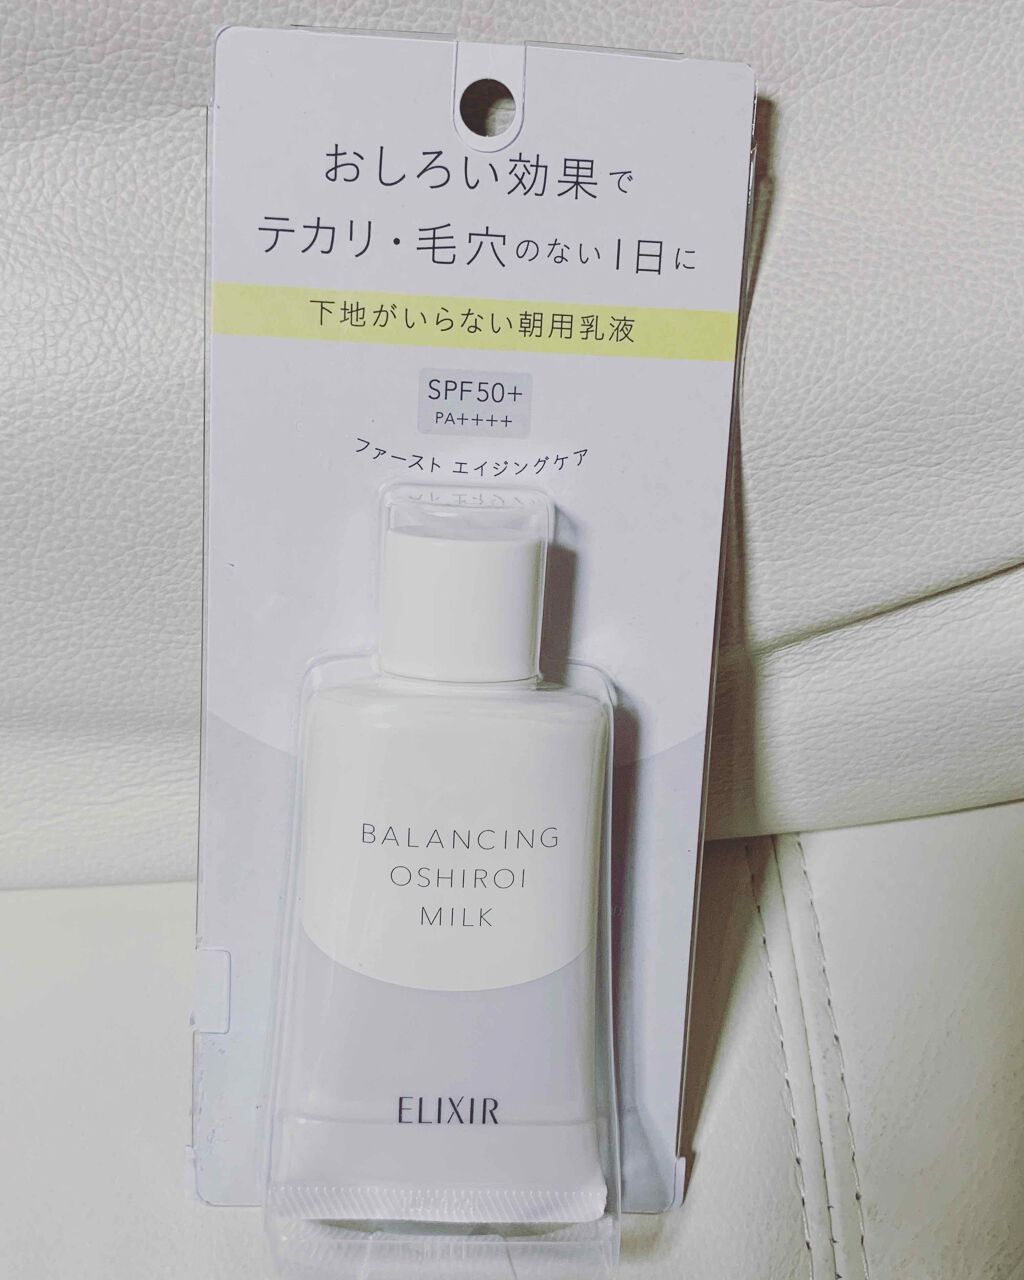 おしろい効果で
テカリ・毛穴のない1日に
下地がいらない朝用乳液
SPF50+
PA++++
ファースト エイジングケア
BALANCING
OSHIROI
MILK
ELIXIR